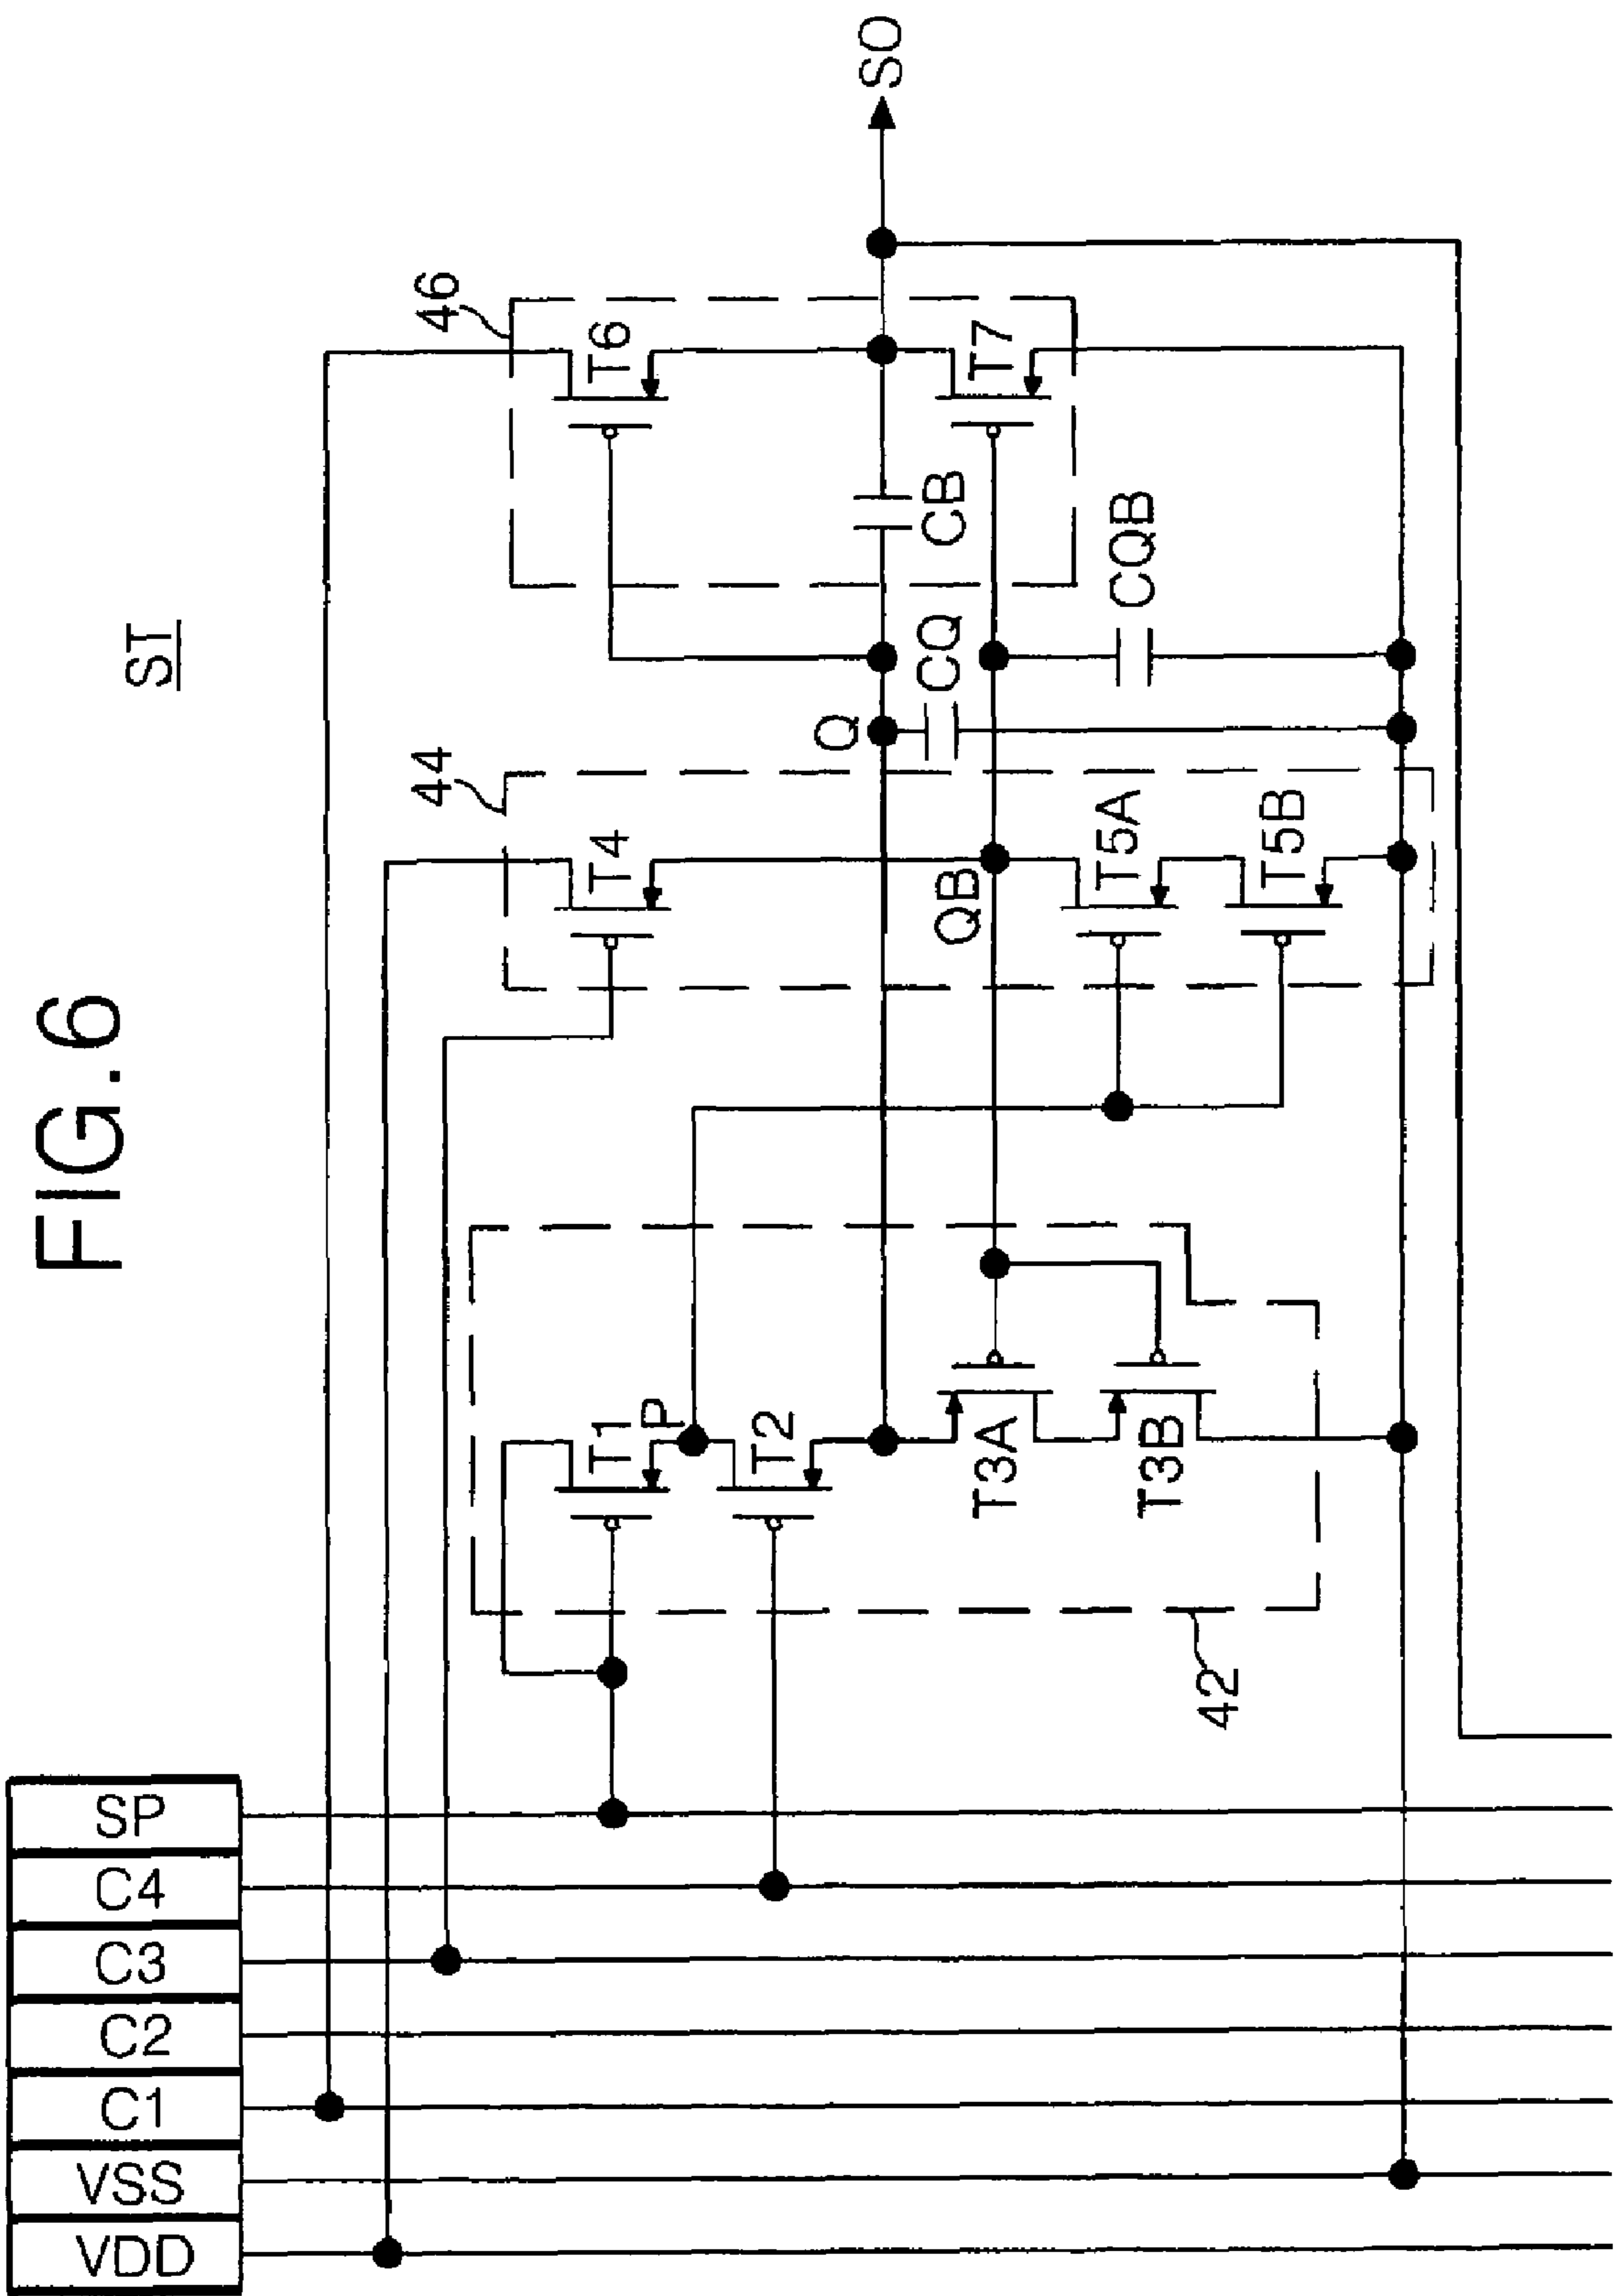 FIG.6
ST
SP
C4
C3
C2
C1
VSS
VDD
46
44
42
T1
P
T2
T3A
T3B
T4
QB
T5A
T5B
Q
CQ
CQB
CB
T6
T7
SO